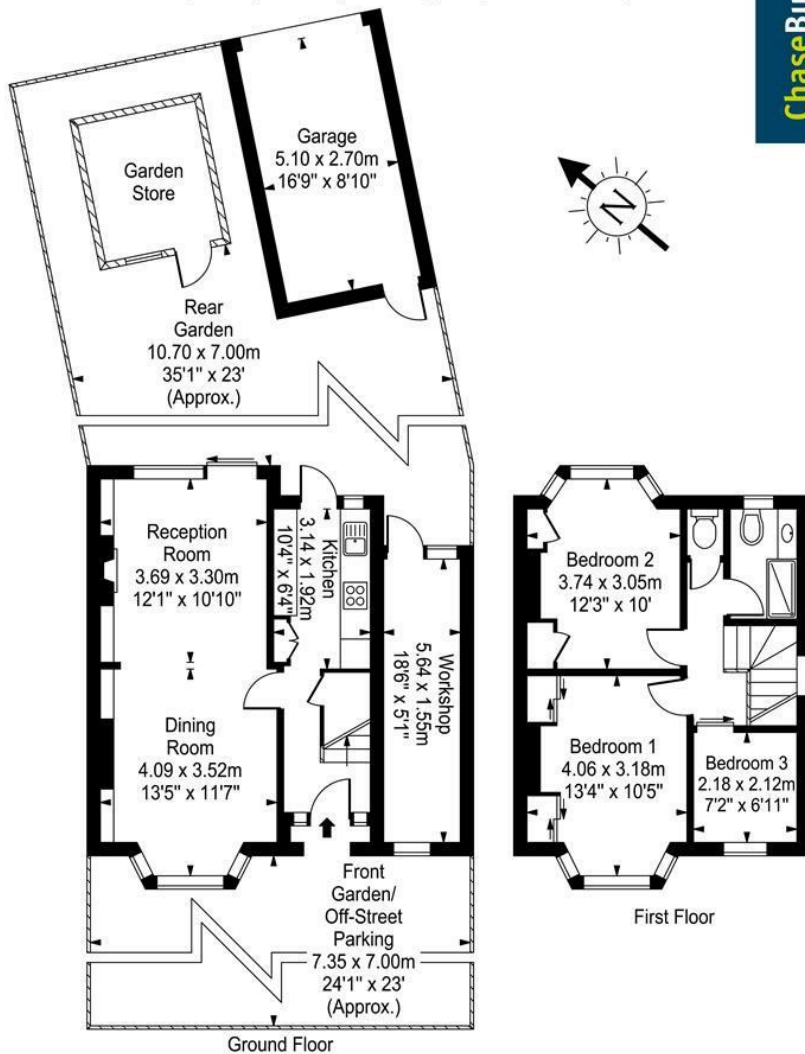 ChaseBu
Garage
5.10 x 2.70m
16'9" x 8'10"
Garden
Store
N
Rear
Garden
10.70 x 7.00m
35'1" x 23'
(Approx.)
Reception
Room
3.69 x 3.30m
12'1" x 10'10"
Kitchen
3.14 x 1.92m
10'4" x 6'4"
Workshop
5.64 x 1.55m
18'6" x 5'1"
Dining
Room
4.09 x 3.52m
13'5" x 11'7"
Front
Garden/
Off-Street
Parking
7.35 x 7.00m
24'1" x 23'
(Approx.)
Ground Floor
Bedroom 2
3.74 x 3.05m
12'3" x 10'
Bedroom 1
4.06 x 3.18m
13'4" x 10'5"
Bedroom 3
2.18 x 2.12m
7'2" x 6'11"
First Floor